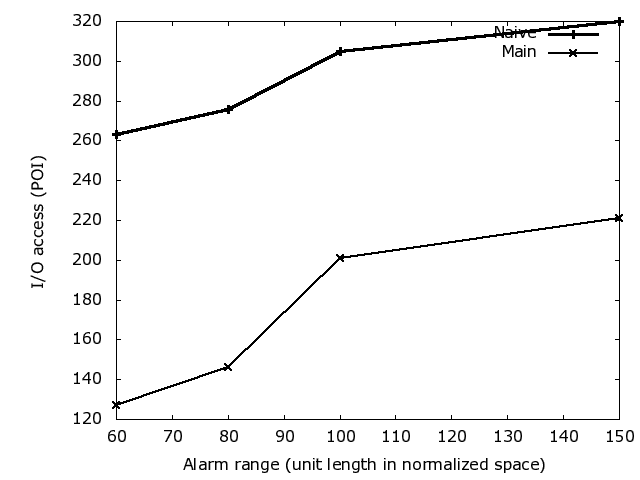 320
300
280
260
240
220
200
180
160
140
120
60 70 80 90 100 110 120 130 140 150
I/O access (POI)
Alarm range (unit length in normalized space)
Naive
Main